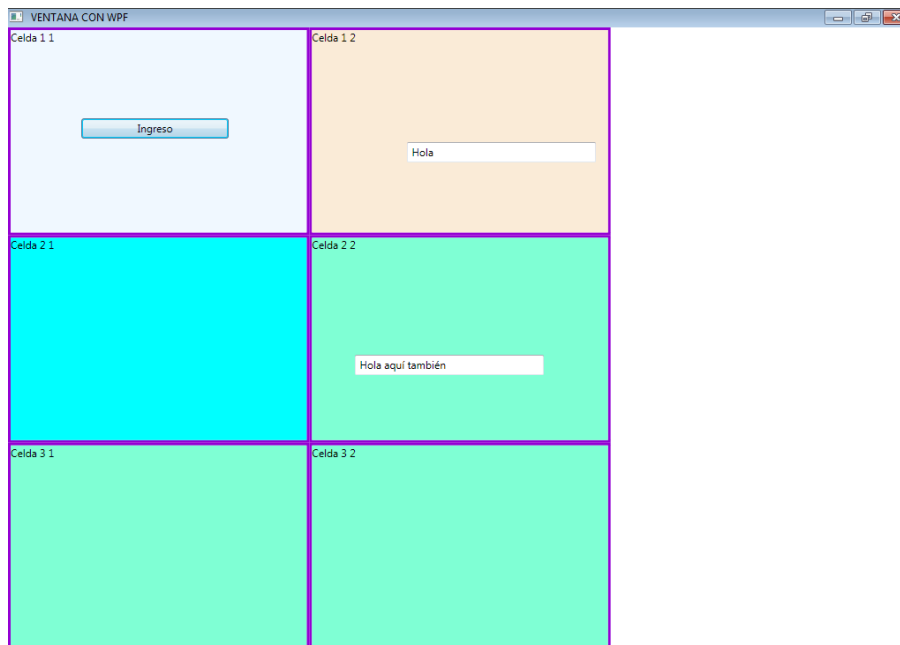 VENTANA CON WPF
Celda 1 1
Celda 1 2
Ingreso
Hola
Celda 2 1
Celda 2 2
Hola aquí también
Celda 3 1
Celda 3 2